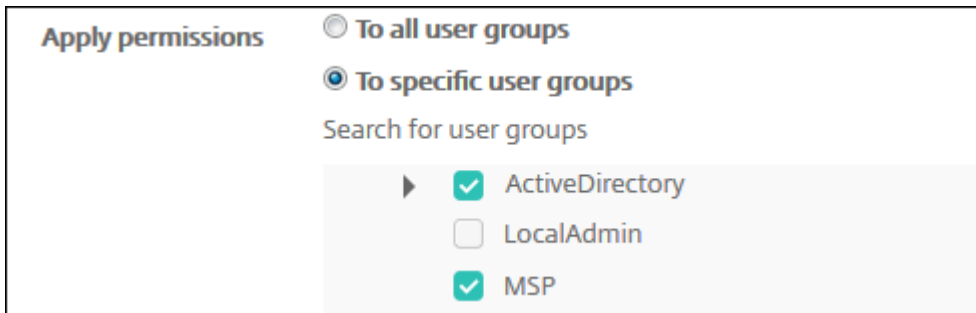 Apply permissions
To all user groups
To specific user groups
Search for user groups
ActiveDirectory
LocalAdmin
MSP